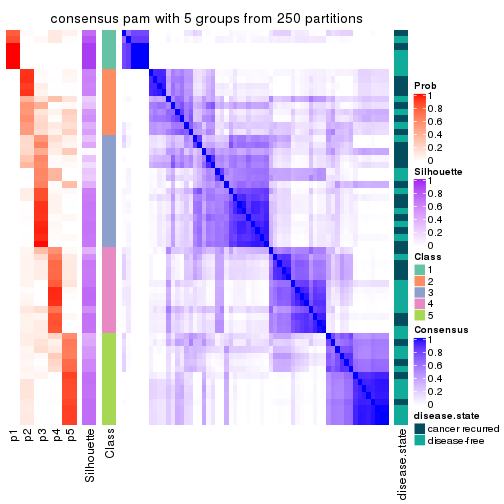 consensus pam with 5 groups from 250 partitions
Prob
1
0.8
0.6
0.4
0.2
0
Silhouette
1
0.8
0.6
0.4
0.2
0
Class
1
2
3
4
5
Consensus
1
0.8
0.6
0.4
0.2
0
disease.state
cancer recurred
disease-free
p1
p2
p3
p4
p5
Silhouette
Class
disease.state